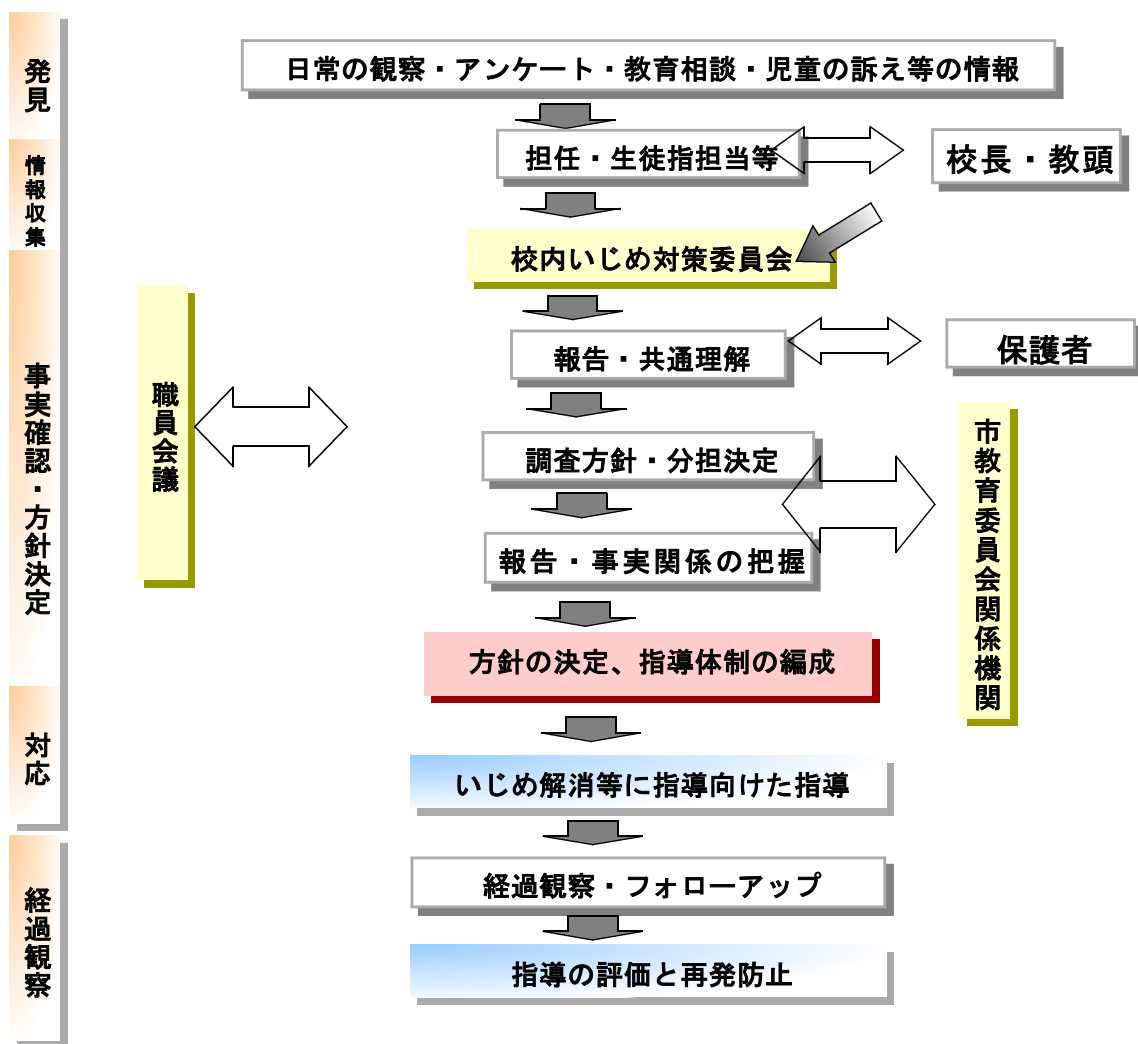 発見
日常の観察・アンケート・教育相談・児童の訴え等の情報
情報収集
担任・生徒指担当等
校長・教頭
校内いじめ対策委員会
事実確認・方針決定
職員会議
報告・共通理解
保護者
調査方針・分担決定
市教育委員会関係機関
報告・事実関係の把握
方針の決定、指導体制の編成
対応
いじめ解消等に指導向けた指導
経過観察
経過観察・フォローアップ
指導の評価と再発防止